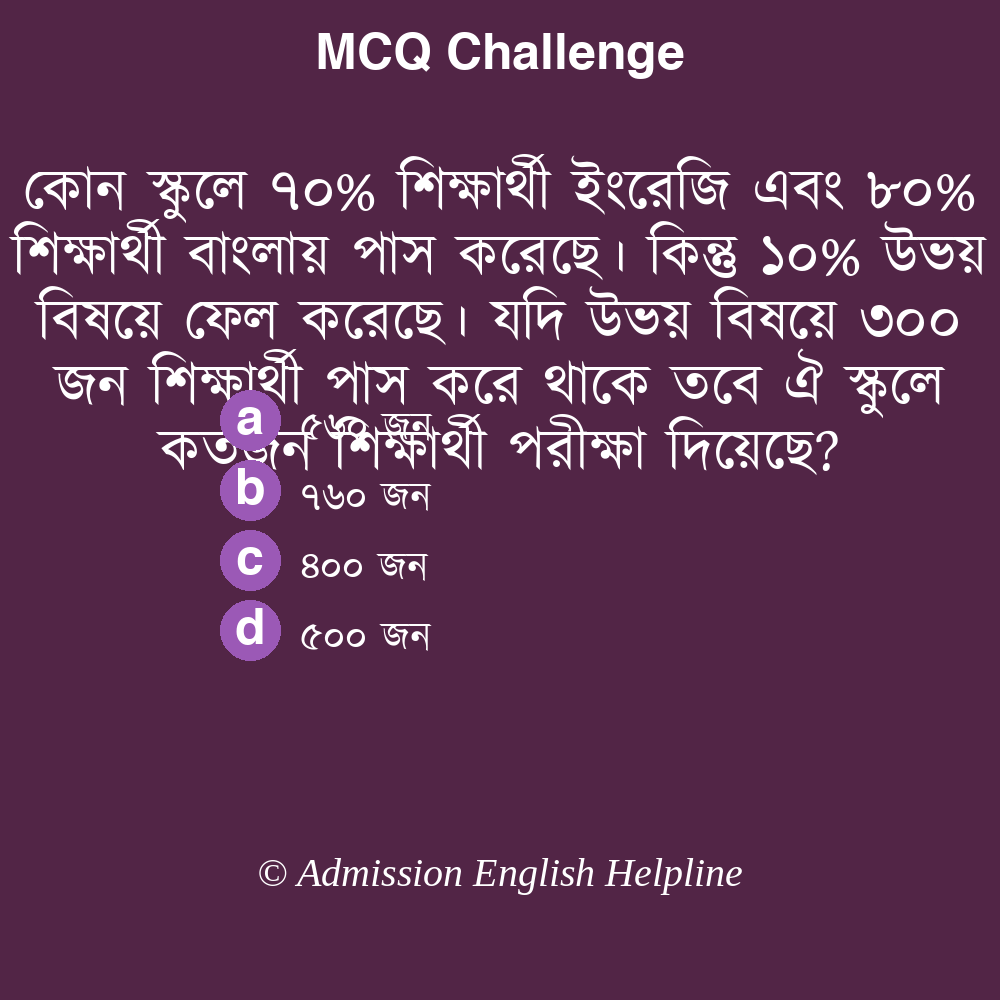 MCQ Challenge
কোন স্কুলে ৭০% শিক্ষার্থী ইংরেজি এবং ৮০%
শিক্ষার্থী বাংলায় পাস করেছে। কিন্তু ১০% উভয়
বিষয়ে ফেল করেছে। যদি উভয় বিষয়ে ৩০০
জন শিক্ষার্থী পাস করে থাকে তবে ঐ স্কুলে
কতজন শিক্ষার্থী পরীক্ষা দিয়েছে?
a ৫৬০ জন
b ৭৬০ জন
c ৪০০ জন
d ৫০০ জন
© Admission English Helpline